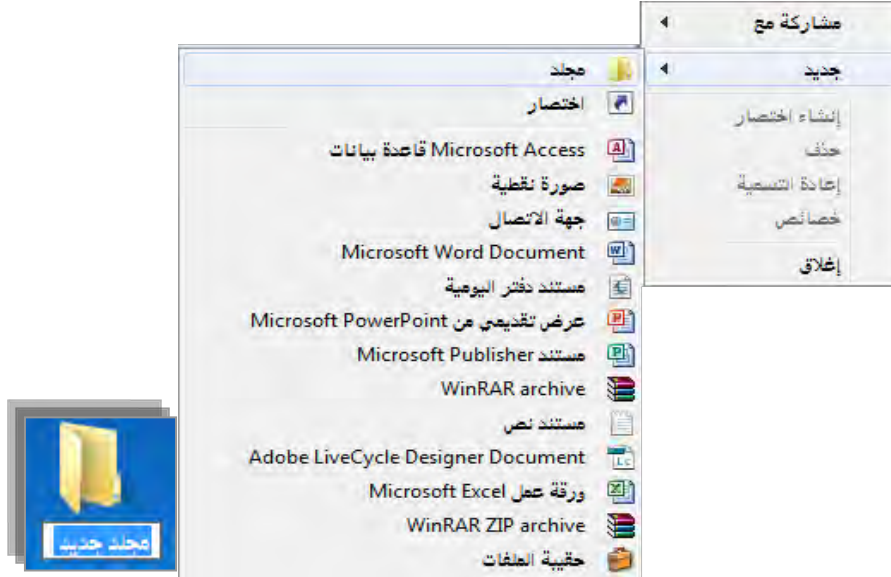 مشاركة مع
جديد
إنشاء اختصار
حذف
إعادة التسمية
خصائص
إغلاق
مجلد
اختصار
Microsoft Access قاعدة بيانات
صورة نقطية
جهة الاتصال
Microsoft Word Document
مستند دفتر اليومية
عرض تقديمي من Microsoft PowerPoint
مستند Microsoft Publisher
WinRAR archive
مستند نص
Adobe LiveCycle Designer Document
ورقة عمل Microsoft Excel
WinRAR ZIP archive
حقيبة الملفات
مجلد جديد